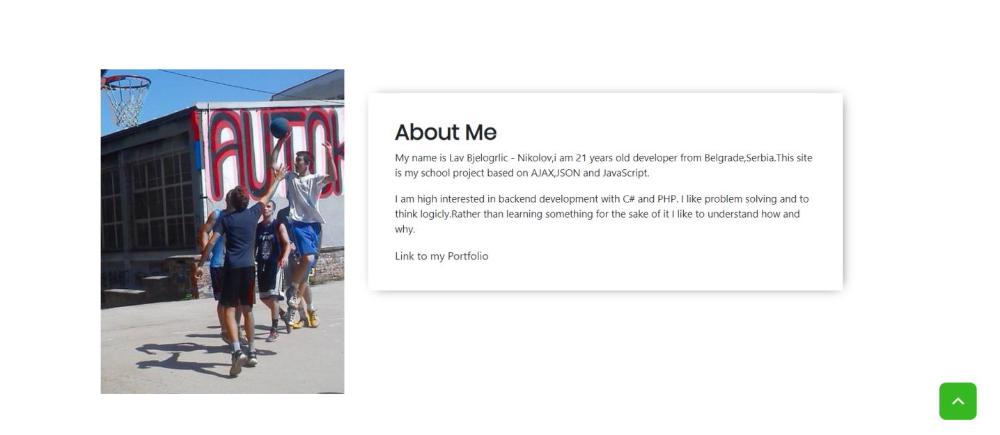 AUTO
About Me
My name is Lav Bjelogrlic - Nikolov,i am 21 years old developer from Belgrade,Serbia.This site
is my school project based on AJAX,JSON and JavaScript.
I am high interested in backend development with C# and PHP. I like problem solving and to
think logicly.Rather than learning something for the sake of it I like to understand how and
why.
Link to my Portfolio